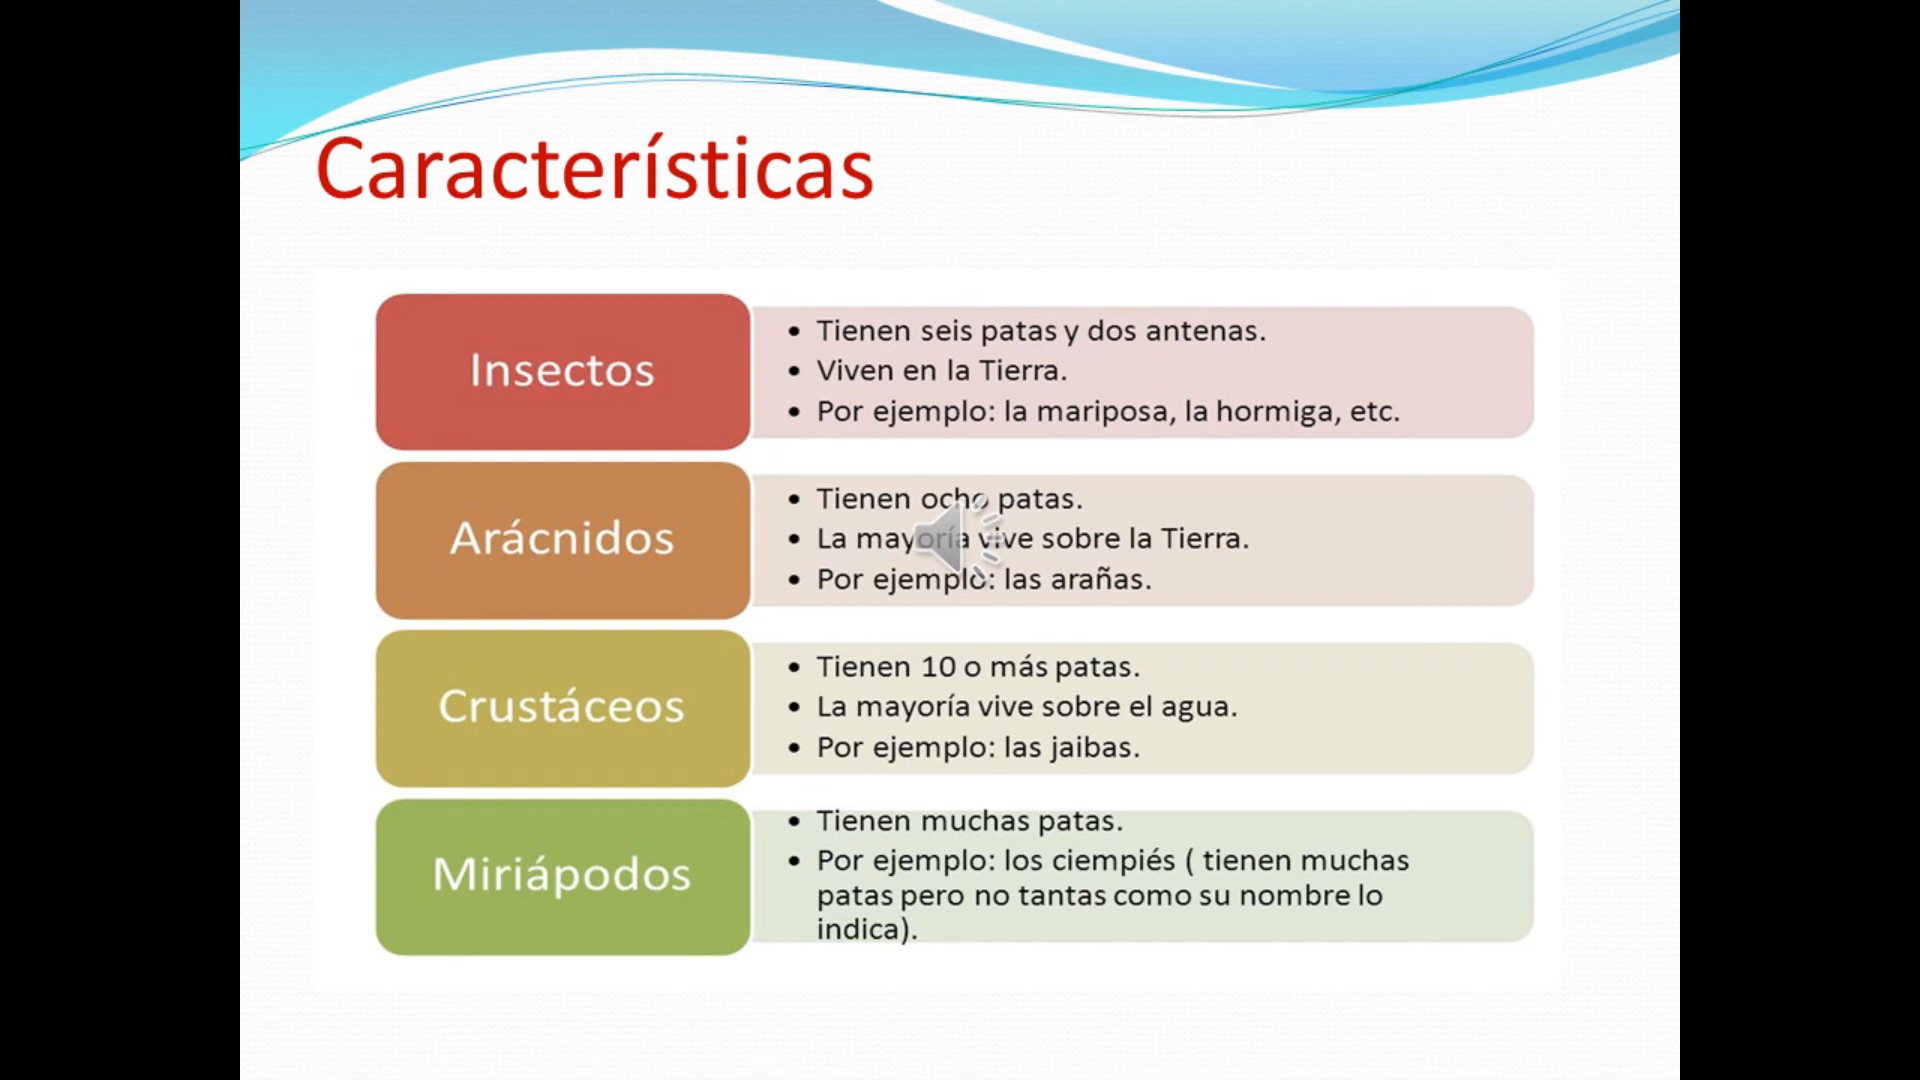 Características
Insectos
• Tienen seis patas y dos antenas.
• Viven en la Tierra.
• Por ejemplo: la mariposa, la hormiga, etc.
Arácnidos
• Tienen ocho patas.
• La mayoría vive sobre la Tierra.
• Por ejemplo: las arañas.
Crustáceos
• Tienen 10 o más patas.
• La mayoría vive sobre el agua.
• Por ejemplo: las jaibas.
Miriápodos
• Tienen muchas patas.
• Por ejemplo: los ciempiés ( tienen muchas
patas pero no tantas como su nombre lo
indica).